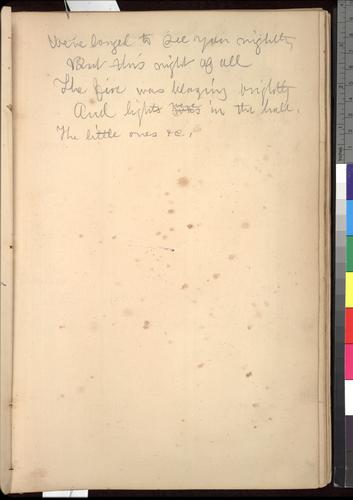 We've longed to see you nightly,
But this night of all
The fire was blazing brightly
And lights in the hall.
The little ones &c.,